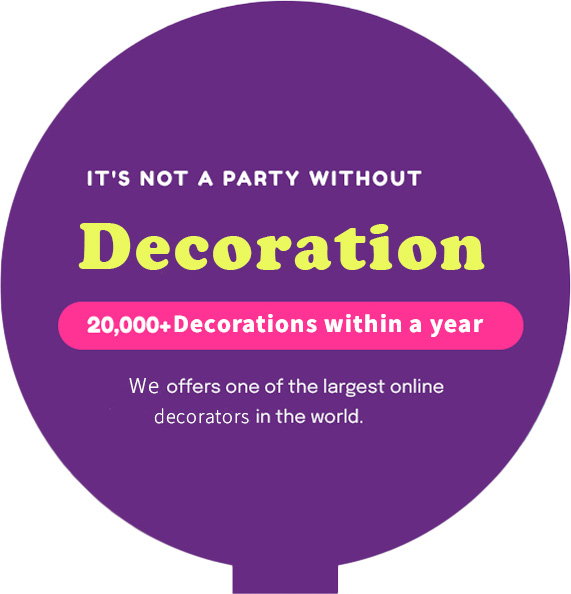 IT'S NOT A PARTY WITHOUT
Decoration
20,000+Decorations within a year
We offers one of the largest online
decorators in the world.